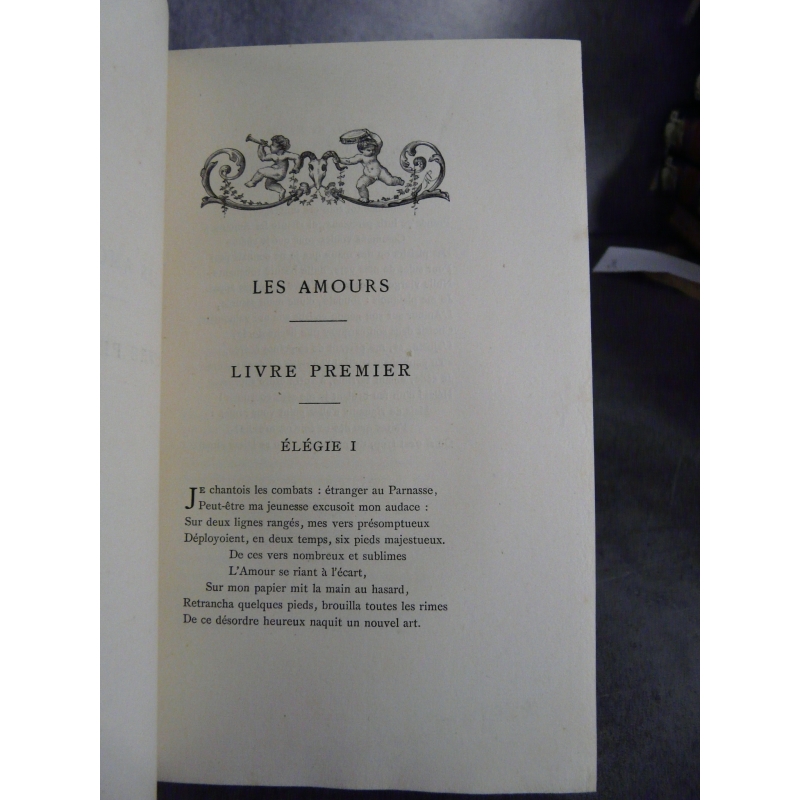 LES AMOURS
LIVRE PREMIER
ÉLÉGIE I
JE chantois les combats : étranger au Parnasse,
Peut-être ma jeunesse excusoit mon audace :
Sur deux lignes rangés, mes vers présomptueux
Déployoient, en deux temps, six pieds majestueux.
De ces vers nombreux et sublimes
L'Amour se riant à l'écart,
Sur mon papier mit la main au hasard,
Retrancha quelques pieds, brouilla toutes les rimes
De ce désordre heureux naquit un nouvel art.